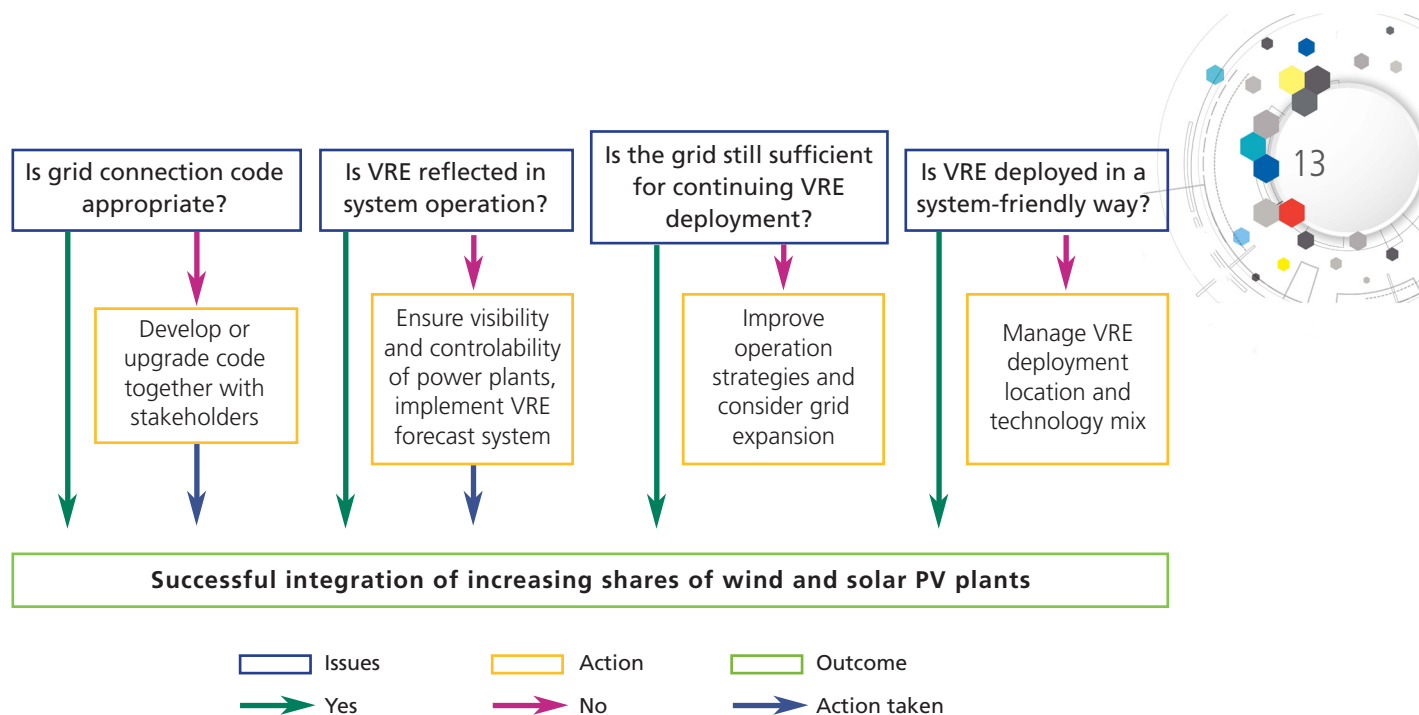 13
Is grid connection code
appropriate?
Is VRE reflected in
system operation?
Is the grid still sufficient
for continuing VRE
deployment?
Is VRE deployed in a
system-friendly way?
Develop or
upgrade code
together with
stakeholders
Ensure visibility
and controlability
of power plants,
implement VRE
forecast system
Improve
operation
strategies and
consider grid
expansion
Manage VRE
deployment
location and
technology mix
Successful integration of increasing shares of wind and solar PV plants
Issues
Action
Outcome
Yes
No
Action taken